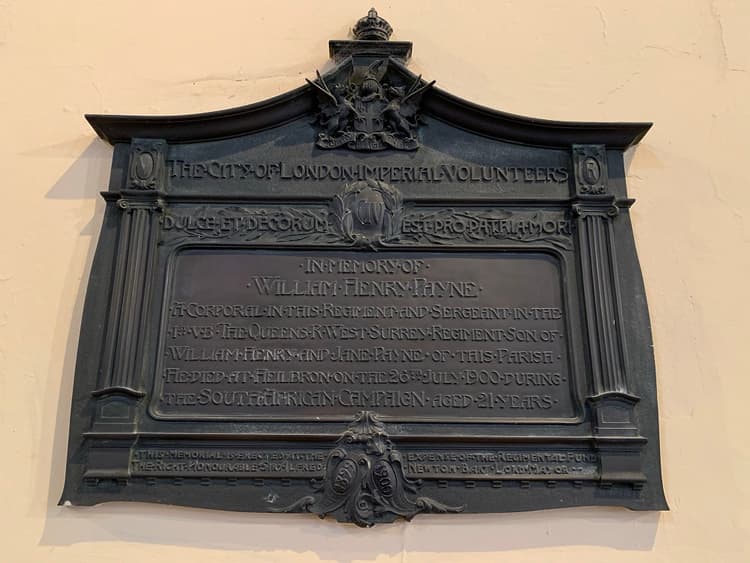 THE·CITY·OF·LONDON·IMPERIAL·VOLUNTEERS
DULCE·ET·DECORUM· CIV ·EST·PRO·PATRIA·MORI
·IN·MEMORY·OF·
·WILLIAM·HENRY·PAYNE·
·A·CORPORAL·IN·THIS·REGIMENT·AND·SERGEANT·IN·THE·
·V·B·THE·QUEENS·R·WEST·SURREY·REGIMENT·SON·OF·
·WILLIAM·HENRY·AND·JANE·PAYNE·OF·THIS·PARISH·
·HE·DIED·AT·HEILBRON·ON·THE·26TH·JULY·1900·DURING·
·THE·SOUTH·AFRICAN·CAMPAIGN·AGED·21·YEARS·
·THIS·MEMORIAL·IS·ERECTED·AT·THE· EXPENSE·OF·THE·REGIMENTAL·FUND
THE·RIGHT·HONOURABLE·SIR·ALFRED· NEWTON·BART·LORD·MAYOR
1899 1900